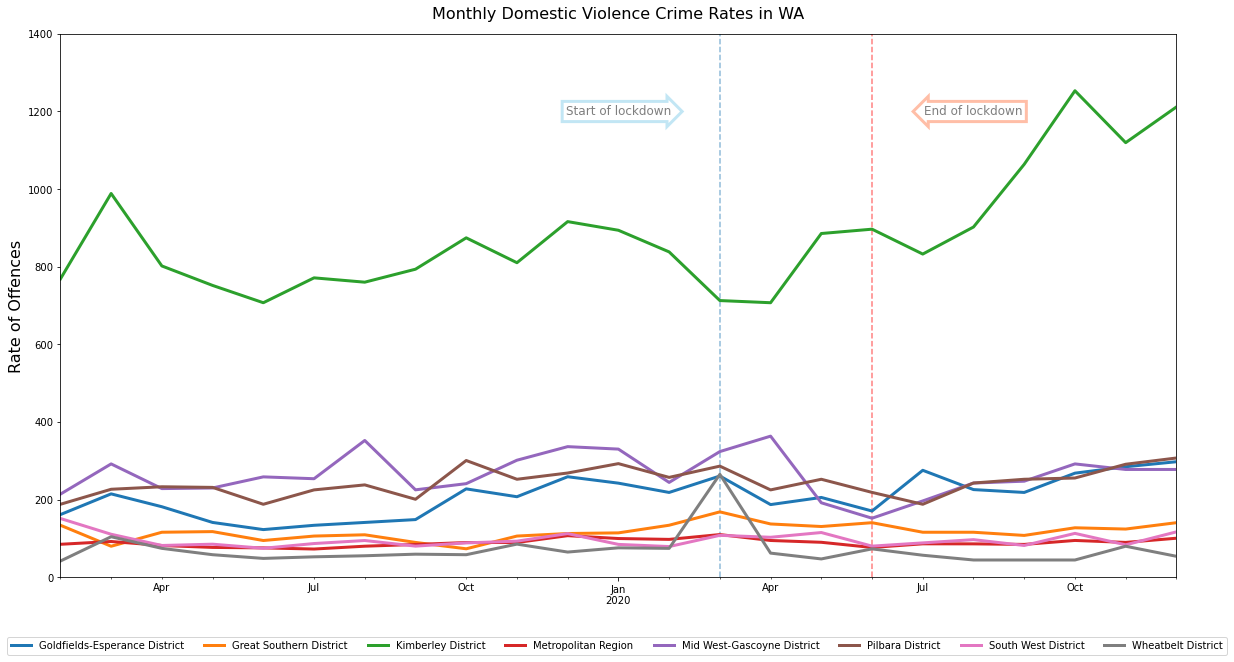 Monthly Domestic Violence Crime Rates in WA
1400
1200
1000
800
600
400
200
0
Rate of Offences
Start of lockdown
End of lockdown
Apr
Jul
Oct
Jan
2020
Apr
Jul
Oct
Goldfields-Esperance District
Great Southern District
Kimberley District
Metropolitan Region
Mid West-Gascoyne District
Pilbara District
South West District
Wheatbelt District